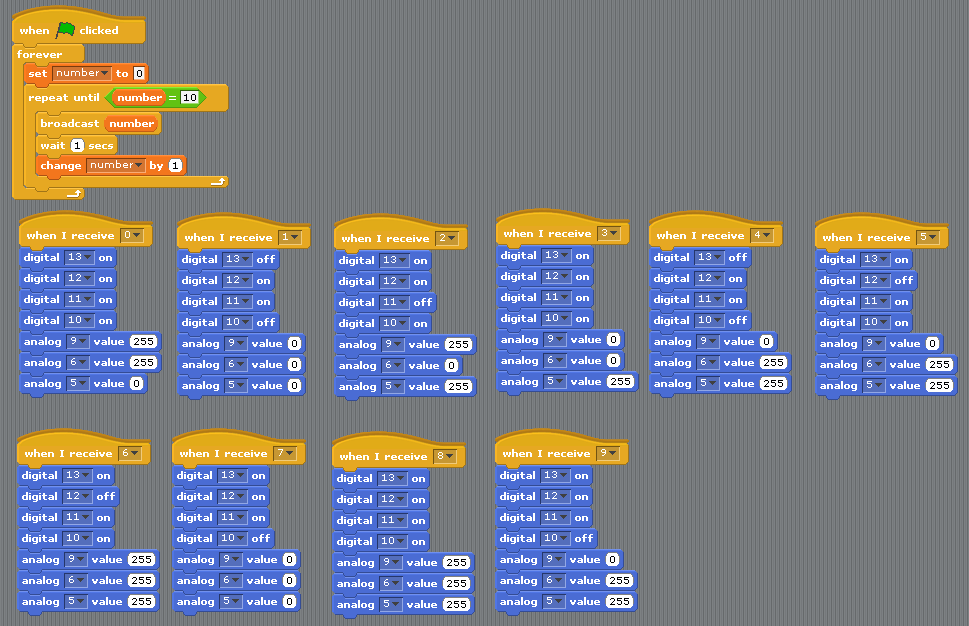 when clicked
forever
set number to 0
repeat until number = 10
broadcast number
wait 1 secs
change number by 1
when I receive 0
digital 13 on
digital 12 on
digital 11 on
digital 10 on
analog 9 value 255
analog 6 value 255
analog 5 value 0
when I receive 1
digital 13 off
digital 12 on
digital 11 on
digital 10 off
analog 9 value 0
analog 6 value 0
analog 5 value 0
when I receive 2
digital 13 on
digital 12 on
digital 11 off
digital 10 on
analog 9 value 255
analog 6 value 0
analog 5 value 255
when I receive 3
digital 13 on
digital 12 on
digital 11 on
digital 10 on
analog 9 value 0
analog 6 value 0
analog 5 value 255
when I receive 4
digital 13 off
digital 12 on
digital 11 on
digital 10 off
analog 9 value 0
analog 6 value 255
analog 5 value 255
when I receive 5
digital 13 on
digital 12 off
digital 11 on
digital 10 on
analog 9 value 0
analog 6 value 255
analog 5 value 255
when I receive 6
digital 13 on
digital 12 off
digital 11 on
digital 10 on
analog 9 value 255
analog 6 value 255
analog 5 value 255
when I receive 7
digital 13 on
digital 12 on
digital 11 on
digital 10 off
analog 9 value 0
analog 6 value 0
analog 5 value 0
when I receive 8
digital 13 on
digital 12 on
digital 11 on
digital 10 on
analog 9 value 255
analog 6 value 255
analog 5 value 255
when I receive 9
digital 13 on
digital 12 on
digital 11 on
digital 10 off
analog 9 value 0
analog 6 value 255
analog 5 value 255